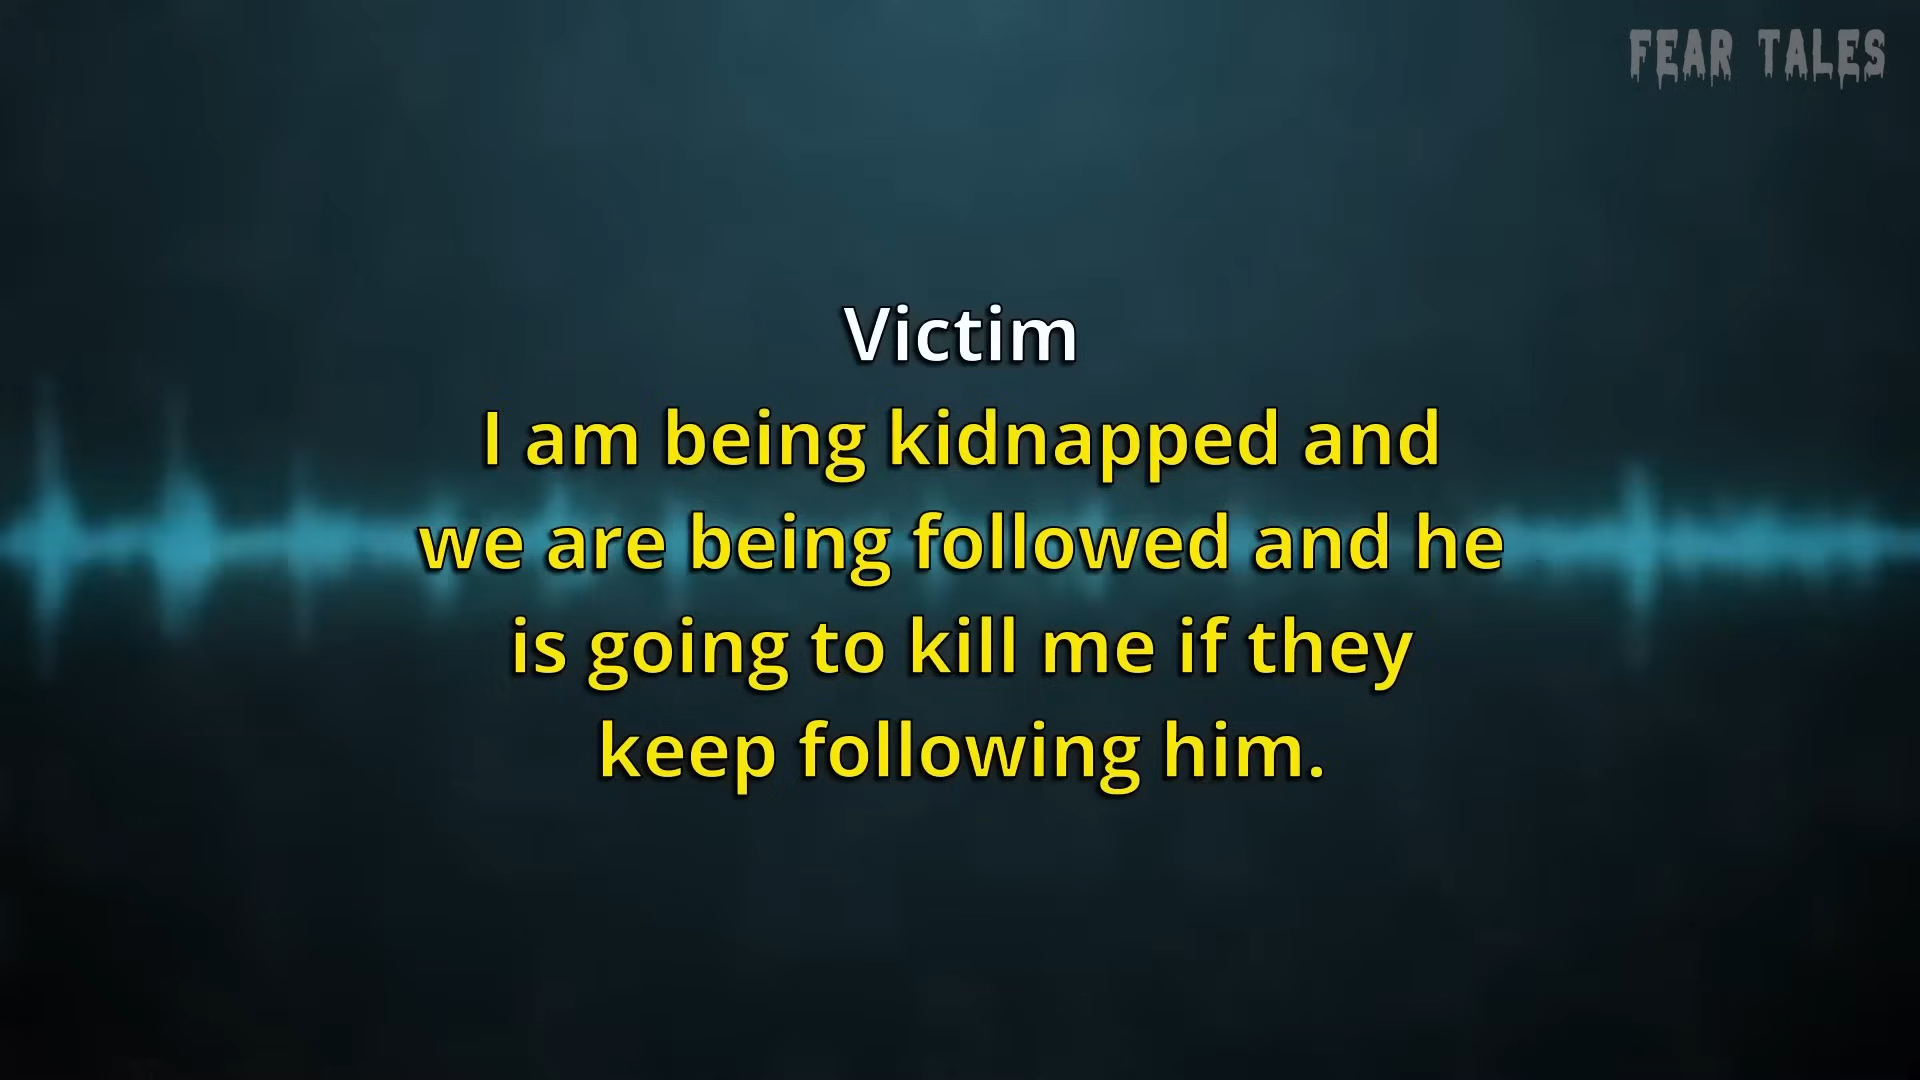 FEAR TALES
Victim
I am being kidnapped and
we are being followed and he
is going to kill me if they
keep following him.